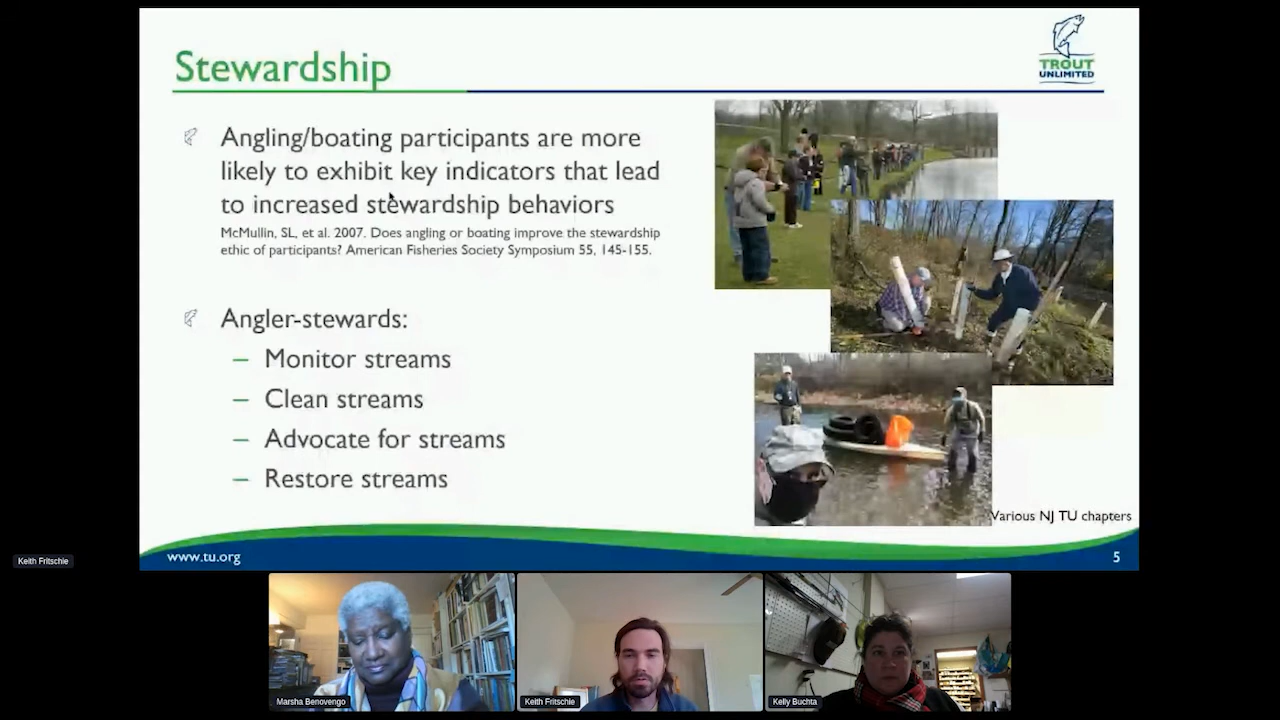 Stewardship
TROUT
UNLIMITED
Angling/boating participants are more
likely to exhibit key indicators that lead
to increased stewardship behaviors
McMullin, SL, et al. 2007. Does angling or boating improve the stewardship
ethic of participants? American Fisheries Society Symposium 55, 145-155.
Angler-stewards:
– Monitor streams
– Clean streams
– Advocate for streams
– Restore streams
Various NJ TU chapters
www.tu.org
5
Keith Fritschie
Marsha Benovengo
Keith Fritschie
Kelly Buchta